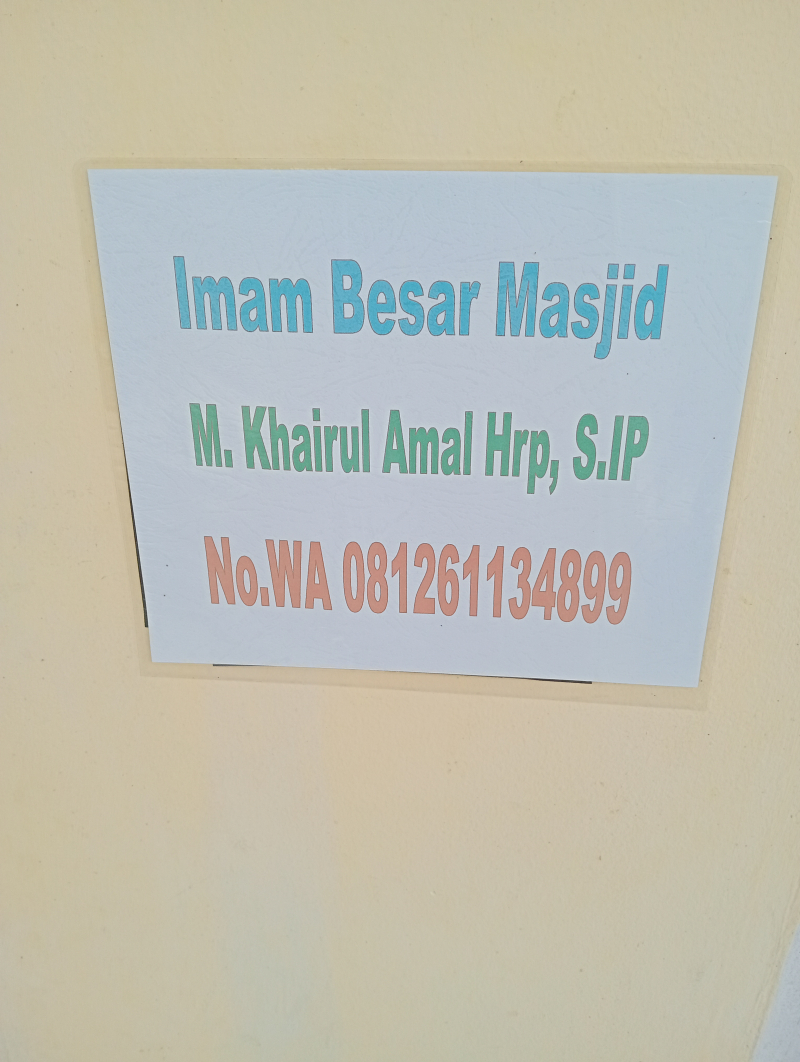 Imam Besar Masjid
M. Khairul Amal Hrp, S.IP
No.WA 081261134899